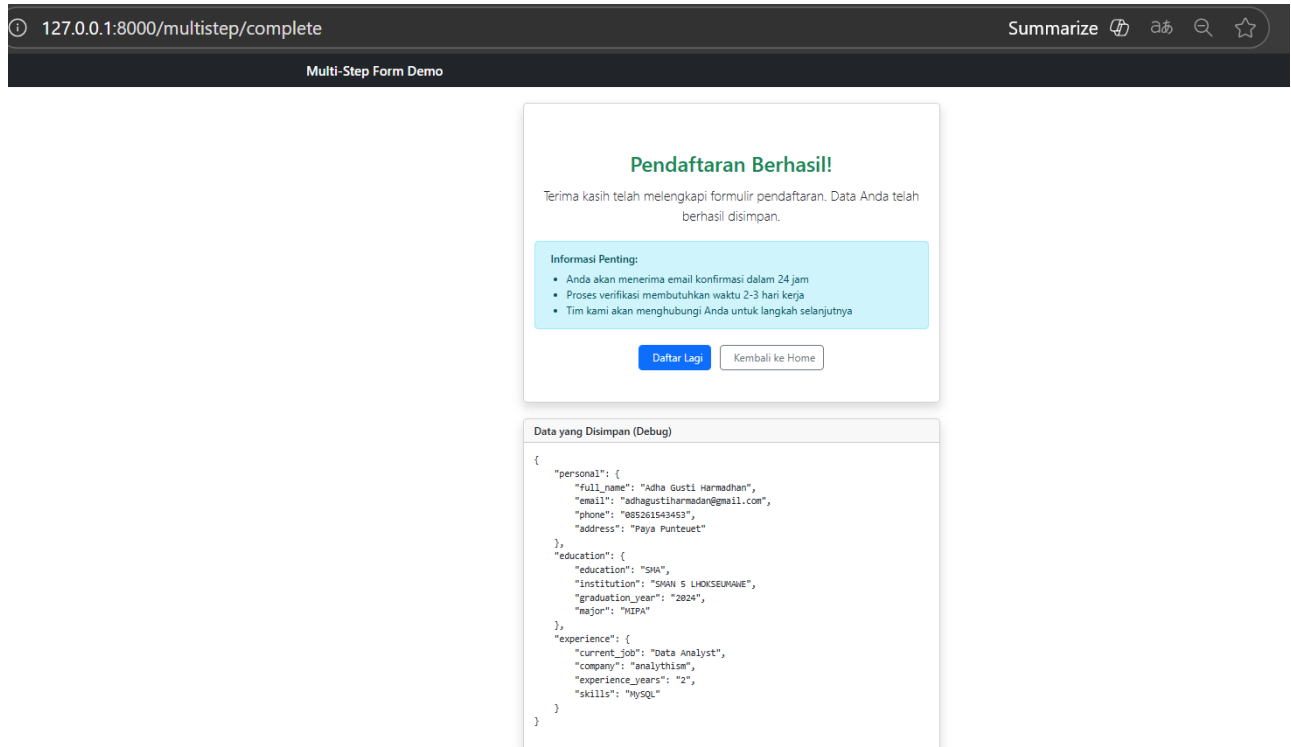 127.0.0.1:8000/multistep/complete Summarize
Multi-Step Form Demo
Pendaftaran Berhasil!
Terima kasih telah melengkapi formulir pendaftaran. Data Anda telah
berhasil disimpan.
Informasi Penting:
• Anda akan menerima email konfirmasi dalam 24 jam
• Proses verifikasi membutuhkan waktu 2-3 hari kerja
• Tim kami akan menghubungi Anda untuk langkah selanjutnya
Daftar Lagi Kembali ke Home
Data yang Disimpan (Debug)
{
    "personal": {
        "full_name": "Adha Gusti Harmadhan",
        "email": "adhagustiharmadan@gmail.com",
        "phone": "085261543453",
        "address": "Paya Punteuet"
    },
    "education": {
        "education": "SMA",
        "institution": "SMAN 5 LHOKSEUMAWE",
        "graduation_year": "2024",
        "major": "MIPA"
    },
    "experience": {
        "current_job": "Data Analyst",
        "company": "analythism",
        "experience_years": "2",
        "skills": "MySQL"
    }
}